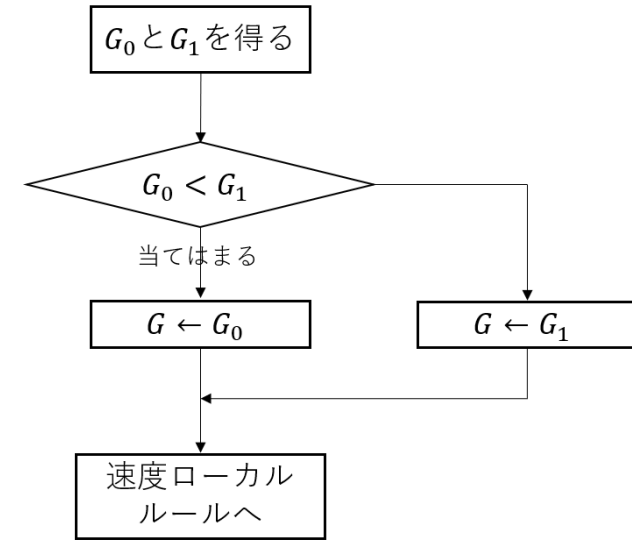 G₀とG₁を得る
G₀ < G₁
当てはまる
G ← G₀
G ← G₁
速度ローカル
ルールへ